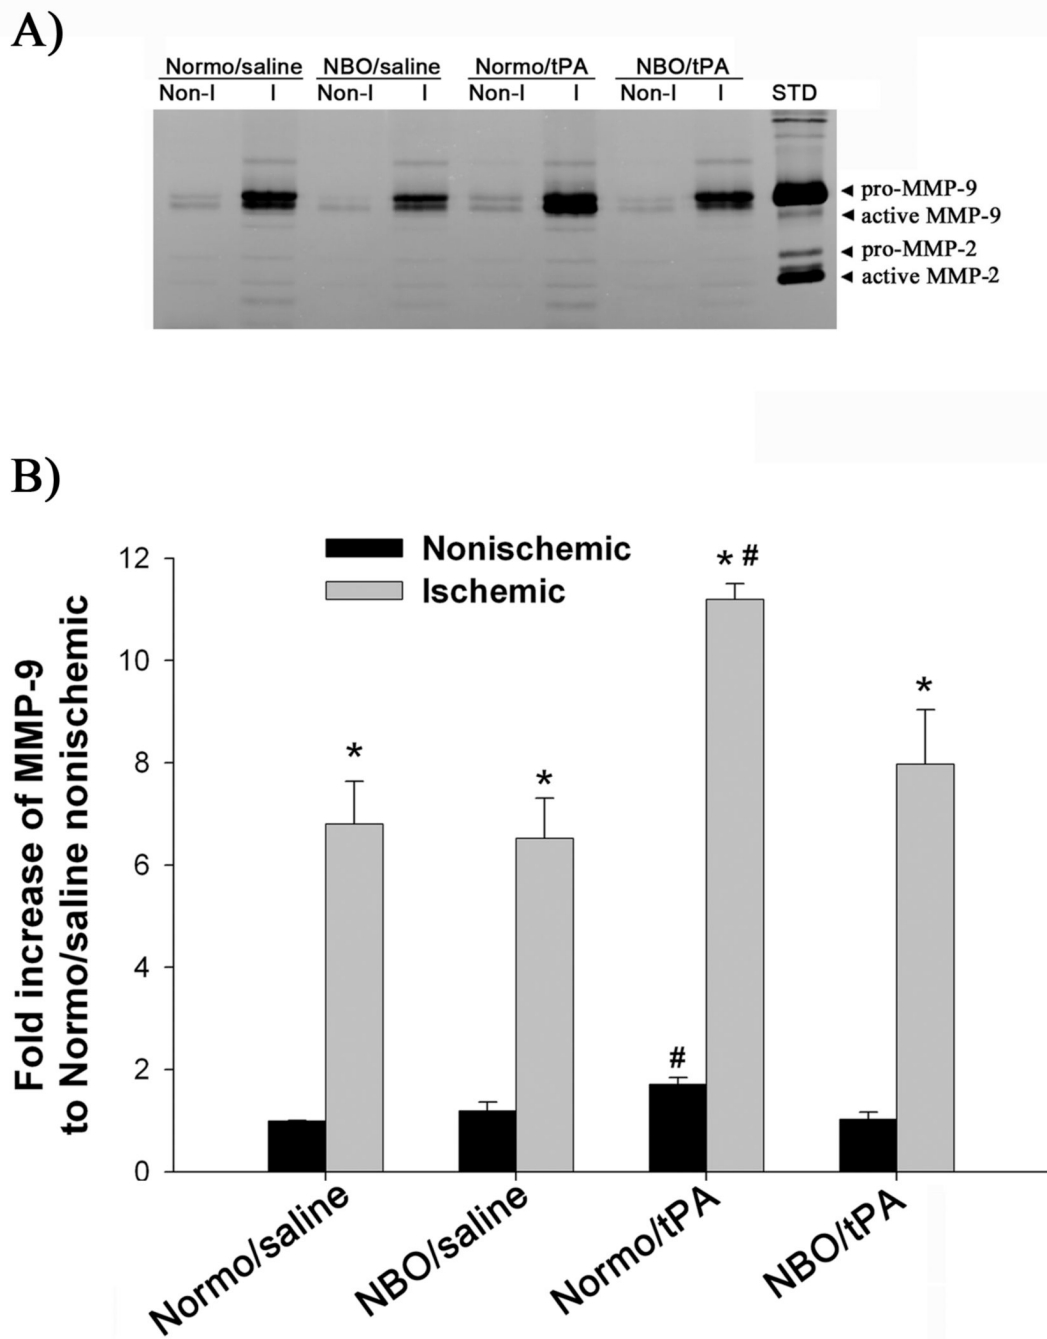 A)
Normo/saline NBO/saline Normo/tPA NBO/tPA
Non-I I Non-I I Non-I I Non-I I STD
◄ pro-MMP-9
◄ active MMP-9
◄ pro-MMP-2
◄ active MMP-2
B)
Nonischemic
Ischemic
Fold increase of MMP-9
to Normo/saline nonischemic
12
10
8
6
4
2
0
*
*
#
* #
*
Normo/saline
NBO/saline
Normo/tPA
NBO/tPA